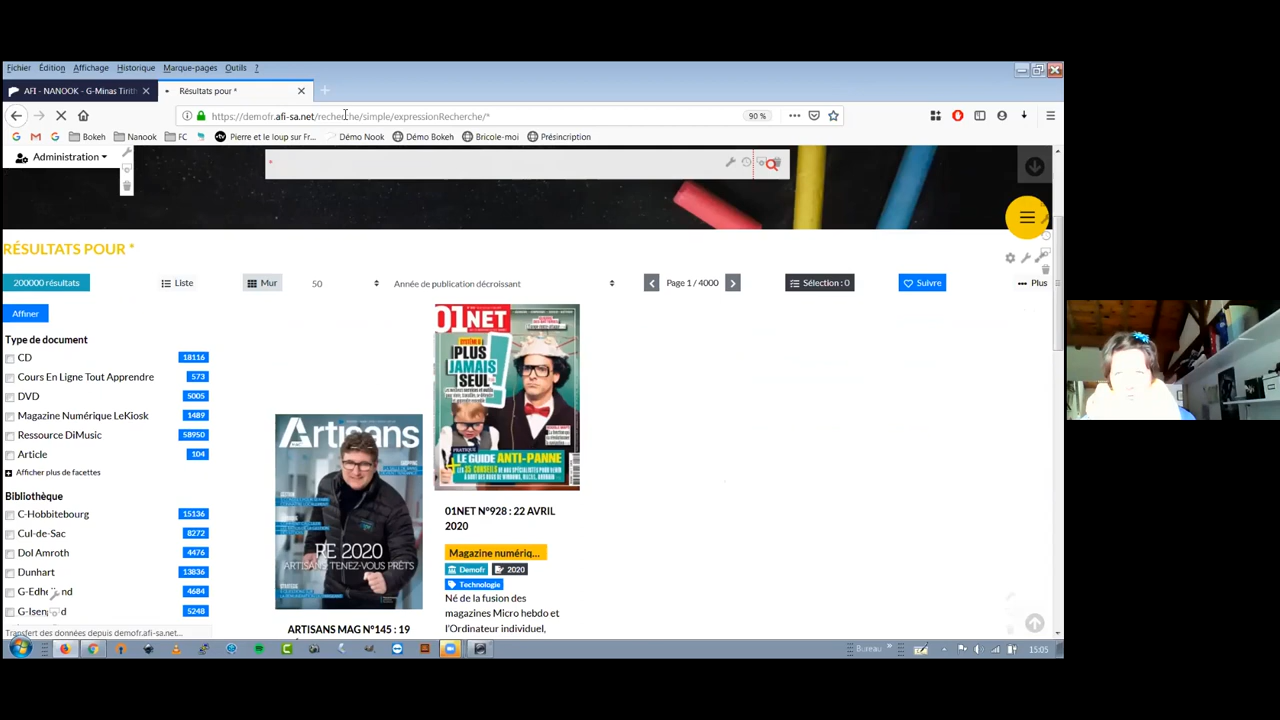 Fichier Édition Affichage Historique Marque-pages Outils ?
AFI - NANOOK - G-Minas Tirith
Résultats pour *
https://demofr.afi-sa.net/recherche/simple/expressionRecherche/*
90 %
Bokeh Nanook FC Pierre et le loup sur Fr... Démo Nook Démo Bokeh Bricole-moi Présincription
Administration
*
RÉSULTATS POUR *
200000 résultats Liste Mur 50 Année de publication décroissant Page 1 / 4000 Sélection : 0 Suivre Plus
Affiner
Type de document
CD 18116
Cours En Ligne Tout Apprendre 573
DVD 5005
Magazine Numérique LeKiosk 1489
Ressource DiMusic 58950
Article 104
Afficher plus de facettes
Bibliothèque
C-Hobbitebourg 15136
Cul-de-Sac 8272
Dol Amroth 4476
Dunhart 13836
4684
5248
Artisans
RE 2020
ARTISANS, TENEZ-VOUS PRÊTS
ARTISANS MAG N°145 : 19
01NET
PLUS
JAMAIS
SEUL
PRATIQUE
LE GUIDE ANTI-PANNE
01NET N°928 : 22 AVRIL
2020
Magazine numériq...
Demofr 2020
Technologie
Né de la fusion des
magazines Micro hebdo et
l'Ordinateur individuel,
Transfert des données depuis demofr.afi-sa.net...
Bureau » 15:05